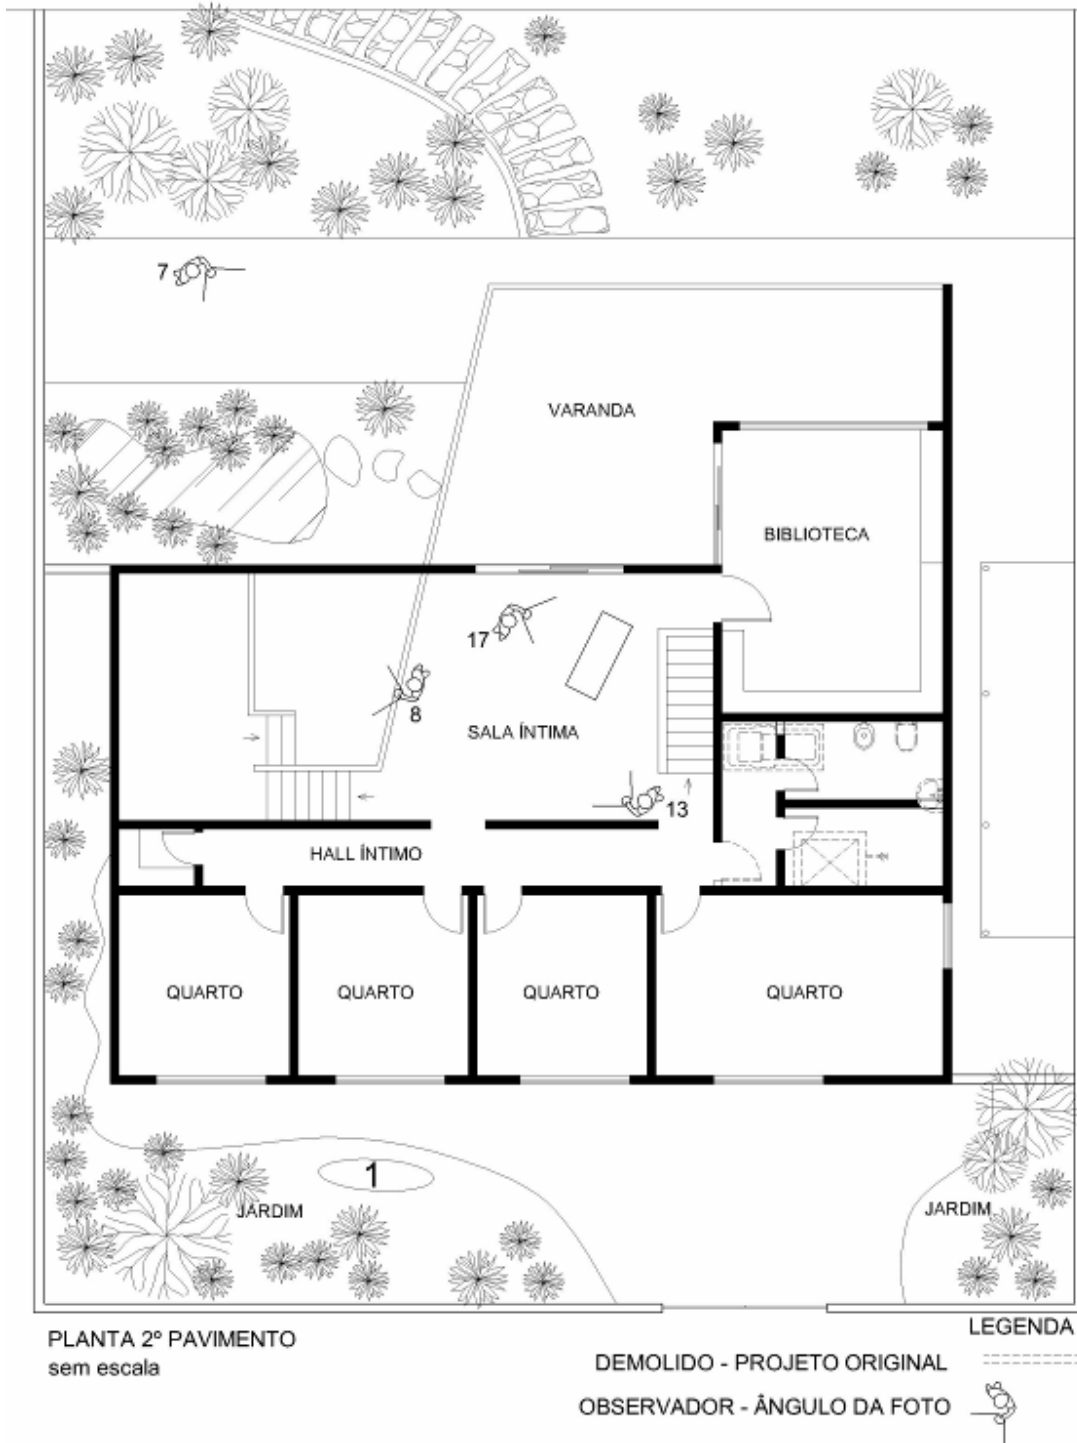 7
VARANDA
BIBLIOTECA
17
8
SALA ÍNTIMA
13
HALL ÍNTIMO
QUARTO QUARTO QUARTO QUARTO
1
JARDIM
JARDIM
PLANTA 2º PAVIMENTO
sem escala
LEGENDA
DEMOLIDO - PROJETO ORIGINAL
OBSERVADOR - ÂNGULO DA FOTO